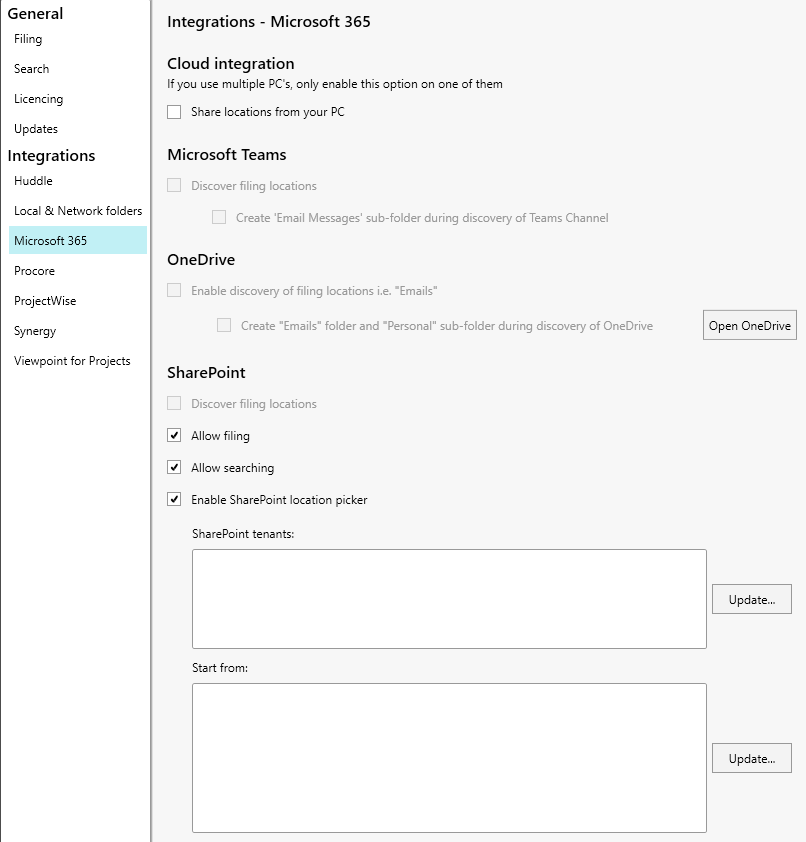 General
Filing
Search
Licencing
Updates
Integrations
Huddle
Local & Network folders
Microsoft 365
Procore
ProjectWise
Synergy
Viewpoint for Projects
Integrations - Microsoft 365
Cloud integration
If you use multiple PC's, only enable this option on one of them
Share locations from your PC
Microsoft Teams
Discover filing locations
Create 'Email Messages' sub-folder during discovery of Teams Channel
OneDrive
Enable discovery of filing locations i.e. "Emails"
Create "Emails" folder and "Personal" sub-folder during discovery of OneDrive
Open OneDrive
SharePoint
Discover filing locations
Allow filing
Allow searching
Enable SharePoint location picker
SharePoint tenants:
Update...
Start from:
Update...